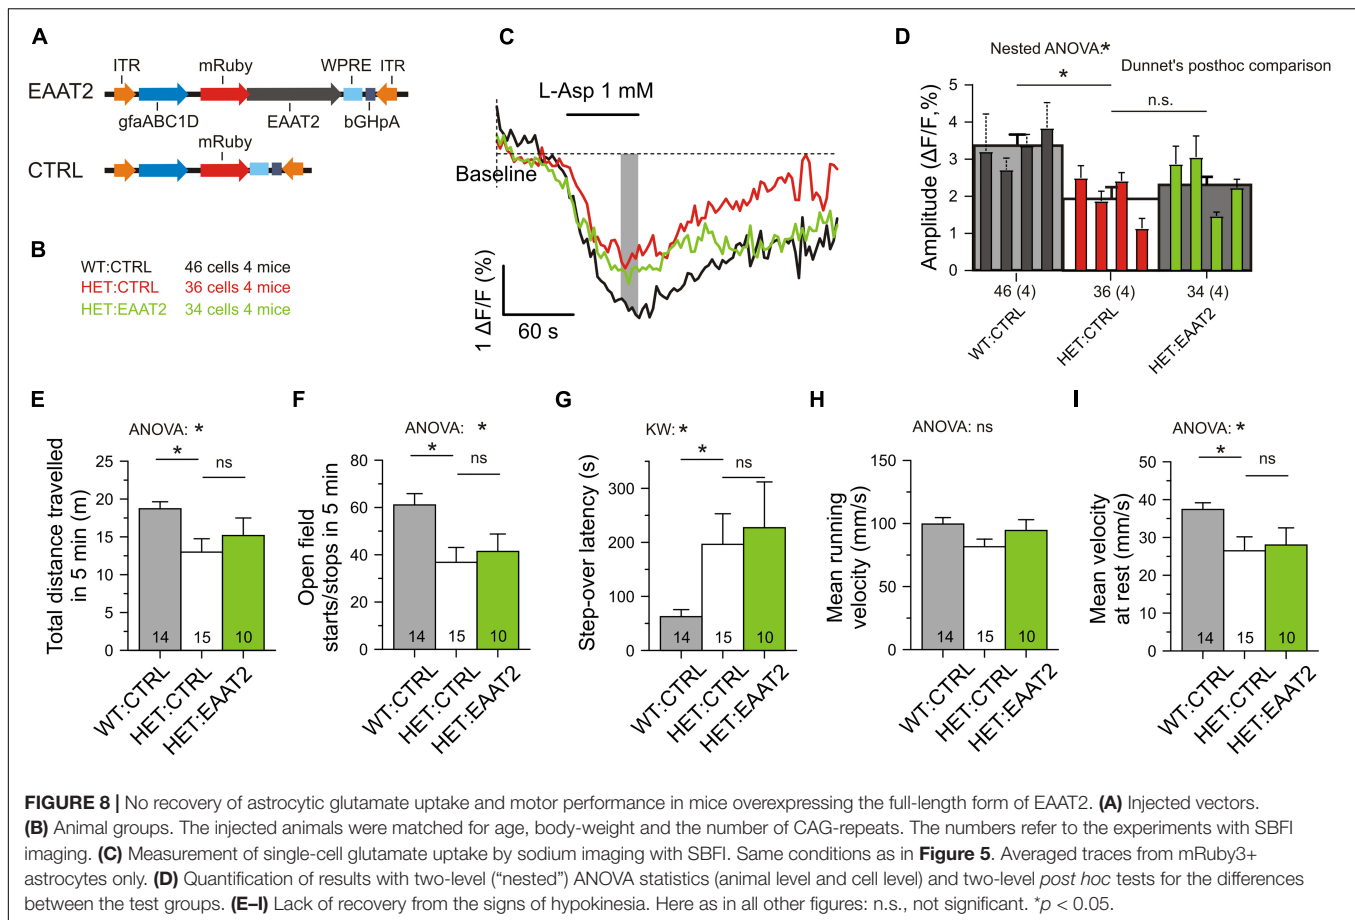 A
ITR
mRuby
WPRE
ITR
EAAT2
gfaABC1D
EAAT2
bGHpA
mRuby
CTRL
B
WT:CTRL 46 cells 4 mice
HET:CTRL 36 cells 4 mice
HET:EAAT2 34 cells 4 mice
C
L-Asp 1 mM
Baseline
1 ΔF/F (%)
60 s
D
Nested ANOVA:*
Dunnet's posthoc comparison
*
n.s.
Amplitude (ΔF/F,%)
5
4
3
2
1
0
46 (4)
36 (4)
34 (4)
WT:CTRL
HET:CTRL
HET:EAAT2
E
ANOVA: *
*
ns
Total distance travelled
in 5 min (m)
25
20
15
10
5
0
14
15
10
WT:CTRL
HET:CTRL
HET:EAAT2
F
ANOVA: *
*
ns
Open field
starts/stops in 5 min
80
60
40
20
0
14
15
10
WT:CTRL
HET:CTRL
HET:EAAT2
G
KW: *
*
ns
Step-over latency (s)
300
200
100
0
14
15
10
WT:CTRL
HET:CTRL
HET:EAAT2
H
ANOVA: ns
Mean running
velocity (mm/s)
150
100
50
0
14
15
10
WT:CTRL
HET:CTRL
HET:EAAT2
I
ANOVA: *
*
ns
Mean velocity
at rest (mm/s)
50
40
30
20
10
0
14
15
10
WT:CTRL
HET:CTRL
HET:EAAT2
FIGURE 8 | No recovery of astrocytic glutamate uptake and motor performance in mice overexpressing the full-length form of EAAT2. (A) Injected vectors.
(B) Animal groups. The injected animals were matched for age, body-weight and the number of CAG-repeats. The numbers refer to the experiments with SBFI
imaging. (C) Measurement of single-cell glutamate uptake by sodium imaging with SBFI. Same conditions as in Figure 5. Averaged traces from mRuby3+
astrocytes only. (D) Quantification of results with two-level (“nested”) ANOVA statistics (animal level and cell level) and two-level post hoc tests for the differences
between the test groups. (E–I) Lack of recovery from the signs of hypokinesia. Here as in all other figures: n.s., not significant. *p < 0.05.